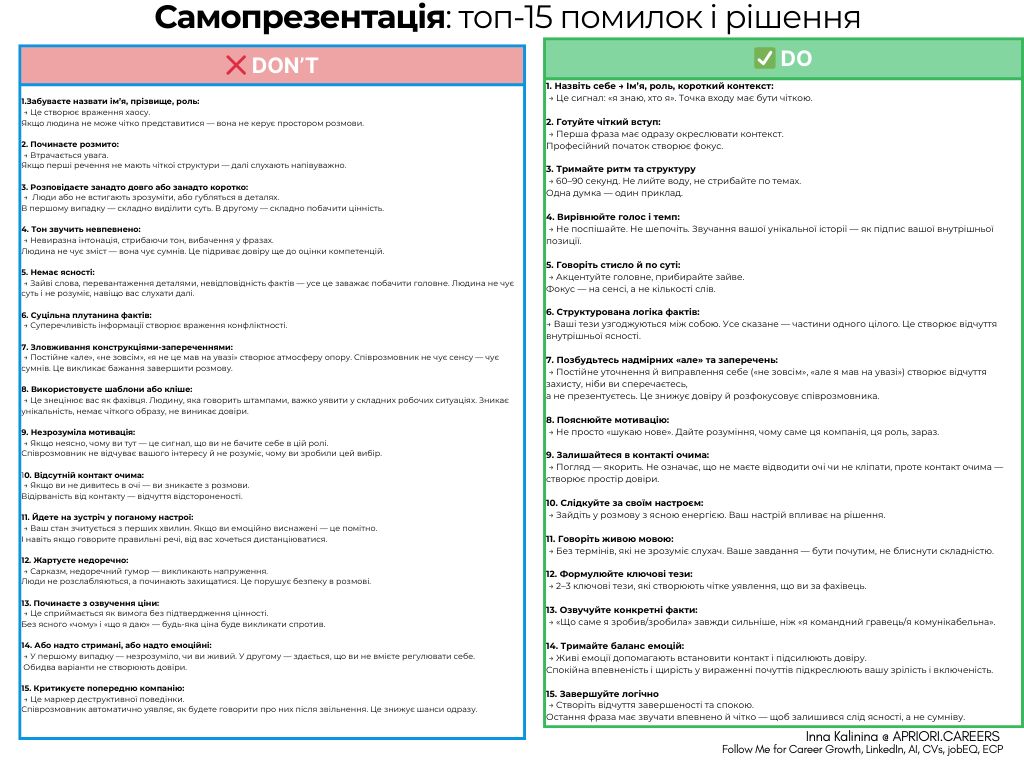 Самопрезентація: топ-15 помилок і рішення
❌ DON'T
1.Забуваєте назвати ім'я, прізвище, роль:
→ Це створює враження хаосу.
Якщо людина не може чітко представитися — вона не керує простором розмови.
2. Починаєте розмито:
→ Втрачається увага.
Якщо перші речення не мають чіткої структури — далі слухають напівуважно.
3. Розповідаєте занадто довго або занадто коротко:
→ Люди або не встигають зрозуміти, або губляться в деталях.
В першому випадку — складно виділити суть. В другому — складно побачити цінність.
4. Тон звучить невпевнено:
→ Невиразна інтонація, стрибаючи тон, вибачення у фразах.
Людина не чує зміст — вона чує сумнів. Це підриває довіру ще до оцінки компетенцій.
5. Немає ясності:
→ Зайві слова, перевантаження деталями, невідповідність фактів — усе це заважає побачити головне. Людина не чує
суть і не розуміє, навіщо вас слухати далі.
6. Суцільна плутанина фактів:
→ Суперечливість інформації створює враження конфліктності.
7. Зловживання конструкціями-запереченнями:
→ Постійне «але», «не зовсім», «я не це мав на увазі» створює атмосферу опору. Співрозмовник не чує сенсу — чує
сумнів. Це викликає бажання завершити розмову.
8. Використовуєте шаблони або кліше:
→ Це знецінює вас як фахівця. Людину, яка говорить штампами, важко уявити у складних робочих ситуаціях. Зникає
унікальність, немає чіткого образу, не виникає довіри.
9. Незрозуміла мотивація:
→ Якщо неясно, чому ви тут — це сигнал, що ви не бачите себе в цій ролі.
Співрозмовник не відчуває вашого інтересу й не розуміє, чому ви зробили цей вибір.
10. Відсутній контакт очима:
→ Якщо ви не дивитесь в очі — ви зникаєте з розмови.
Відірваність від контакту — відчуття відстороненості.
11. Йдете на зустріч у поганому настрої:
→ Ваш стан зчитується з перших хвилин. Якщо ви емоційно виснажені — це помітно.
І навіть якщо говорите правильні речі, від вас хочеться дистанціюватися.
12. Жартуєте недоречно:
→ Сарказм, недоречний гумор — викликають напруження.
Люди не розслабляються, а починають захищатися. Це порушує безпеку в розмові.
13. Починаєте з озвучення ціни:
→ Це сприймається як вимога без підтвердження цінності.
Без ясного «чому» і «що я даю» — будь-яка ціна буде викликати спротив.
14. Або надто стримані, або надто емоційні:
→ У першому випадку — незрозуміло, чи ви живий. У другому — здається, що ви не вмієте регулювати себе.
Обидва варіанти не створюють довіри.
15. Критикуєте попередню компанію:
→ Це маркер деструктивної поведінки.
Співрозмовник автоматично уявляє, як будете говорити про них після звільнення. Це знижує шанси одразу.
✅ DO
1. Назвіть себе → Ім'я, роль, короткий контекст:
→ Це сигнал: «я знаю, хто я». Точка входу має бути чіткою.
2. Готуйте чіткий вступ:
→ Перша фраза має одразу окреслювати контекст.
Професійний початок створює фокус.
3. Тримайте ритм та структуру
→ 60–90 секунд. Не лийте воду, не стрибайте по темах.
Одна думка — один приклад.
4. Вирівнюйте голос і темп:
→ Не поспішайте. Не шепочіть. Звучання вашої унікальної історії — як підпис вашої внутрішньої
позиції.
5. Говоріть стисло й по суті:
→ Акцентуйте головне, прибирайте зайве.
Фокус — на сенсі, а не кількості слів.
6. Структурована логіка фактів:
→ Ваші тези узгоджуються між собою. Усе сказане — частини одного цілого. Це створює відчуття
внутрішньої ясності.
7. Позбудьтесь надмірних «але» та заперечень:
→ Постійне уточнення й виправлення себе («не зовсім», «але я мав на увазі») створює відчуття
захисту, ніби ви сперечаєтесь,
а не презентуєтесь. Це знижує довіру й розфокусовує співрозмовника.
8. Пояснюйте мотивацію:
→ Не просто «шукаю нове». Дайте розуміння, чому саме ця компанія, ця роль, зараз.
9. Залишайтеся в контакті очима:
→ Погляд — якорить. Не означає, що не маєте відводити очі чи не кліпати, проте контакт очима —
створює простір довіри.
10. Слідкуйте за своїм настроєм:
→ Зайдіть у розмову з ясною енергією. Ваш настрій впливає на рішення.
11. Говоріть живою мовою:
→ Без термінів, які не зрозуміє слухач. Ваше завдання — бути почутим, не блиснути складністю.
12. Формулюйте ключові тези:
→ 2–3 ключові тези, які створюють чітке уявлення, що ви за фахівець.
13. Озвучуйте конкретні факти:
→ «Що саме я зробив/зробила» завжди сильніше, ніж «я командний гравець/я комунікабельна».
14. Тримайте баланс емоцій:
→ Живі емоції допомагають встановити контакт і підсилюють довіру.
Спокійна впевненість і щирість у вираженні почуттів підкреслюють вашу зрілість і включеність.
15. Завершуйте логічно
→ Створіть відчуття завершеності та спокою.
Остання фраза має звучати впевнено й чітко — щоб залишився слід ясності, а не сумніву.
Inna Kalinina @ APRIORI.CAREERS
Follow Me for Career Growth, LinkedIn, AI, CVs, jobEQ, ECP